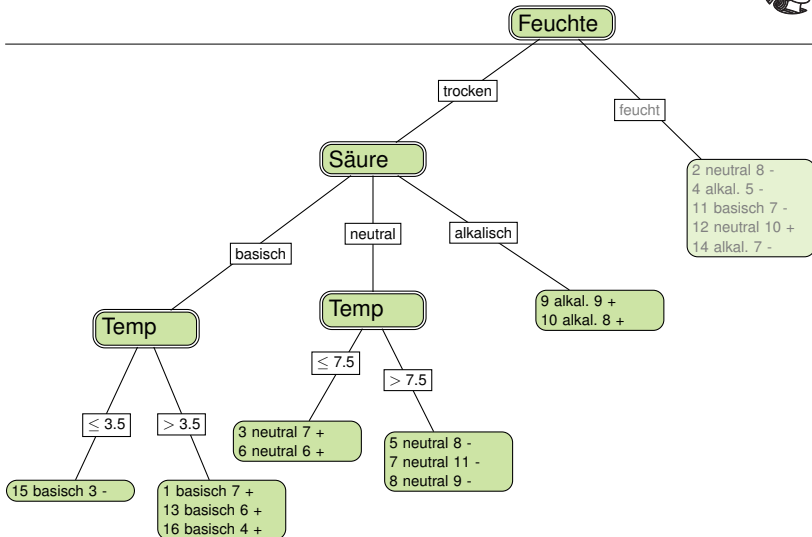 Feuchte
trocken
feucht
Säure
2 neutral 8 -
4 alkal. 5 -
11 basisch 7 -
12 neutral 10 +
14 alkal. 7 -
basisch
neutral
alkalisch
Temp
Temp
9 alkal. 9 +
10 alkal. 8 +
≤ 7.5
> 7.5
≤ 3.5
> 3.5
3 neutral 7 +
6 neutral 6 +
5 neutral 8 -
7 neutral 11 -
8 neutral 9 -
15 basisch 3 -
1 basisch 7 +
13 basisch 6 +
16 basisch 4 +